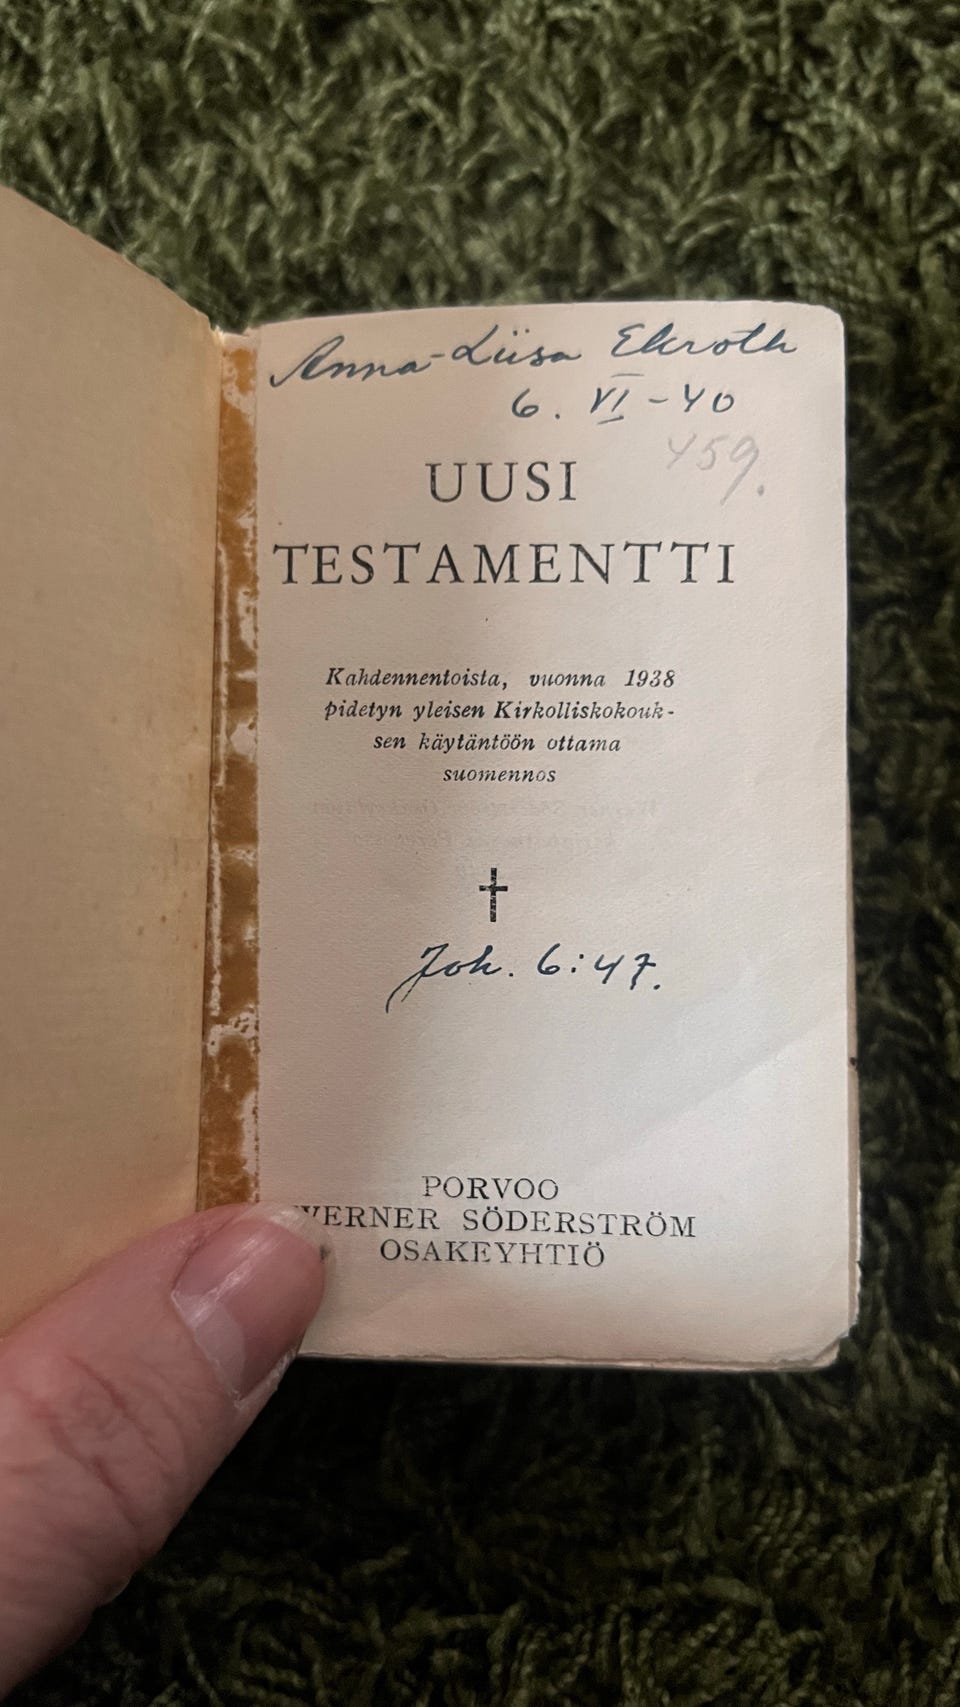 Anna-Liisa Ekroth
6. VI - 40
459.
UUSI
TESTAMENTTI
Kahdennentoista, vuonna 1938
pidetyn yleisen Kirkolliskokouk-
sen käytäntöön ottama
suomennos
Joh. 6:47.
PORVOO
WERNER SÖDERSTRÖM
OSAKEYHTIÖ